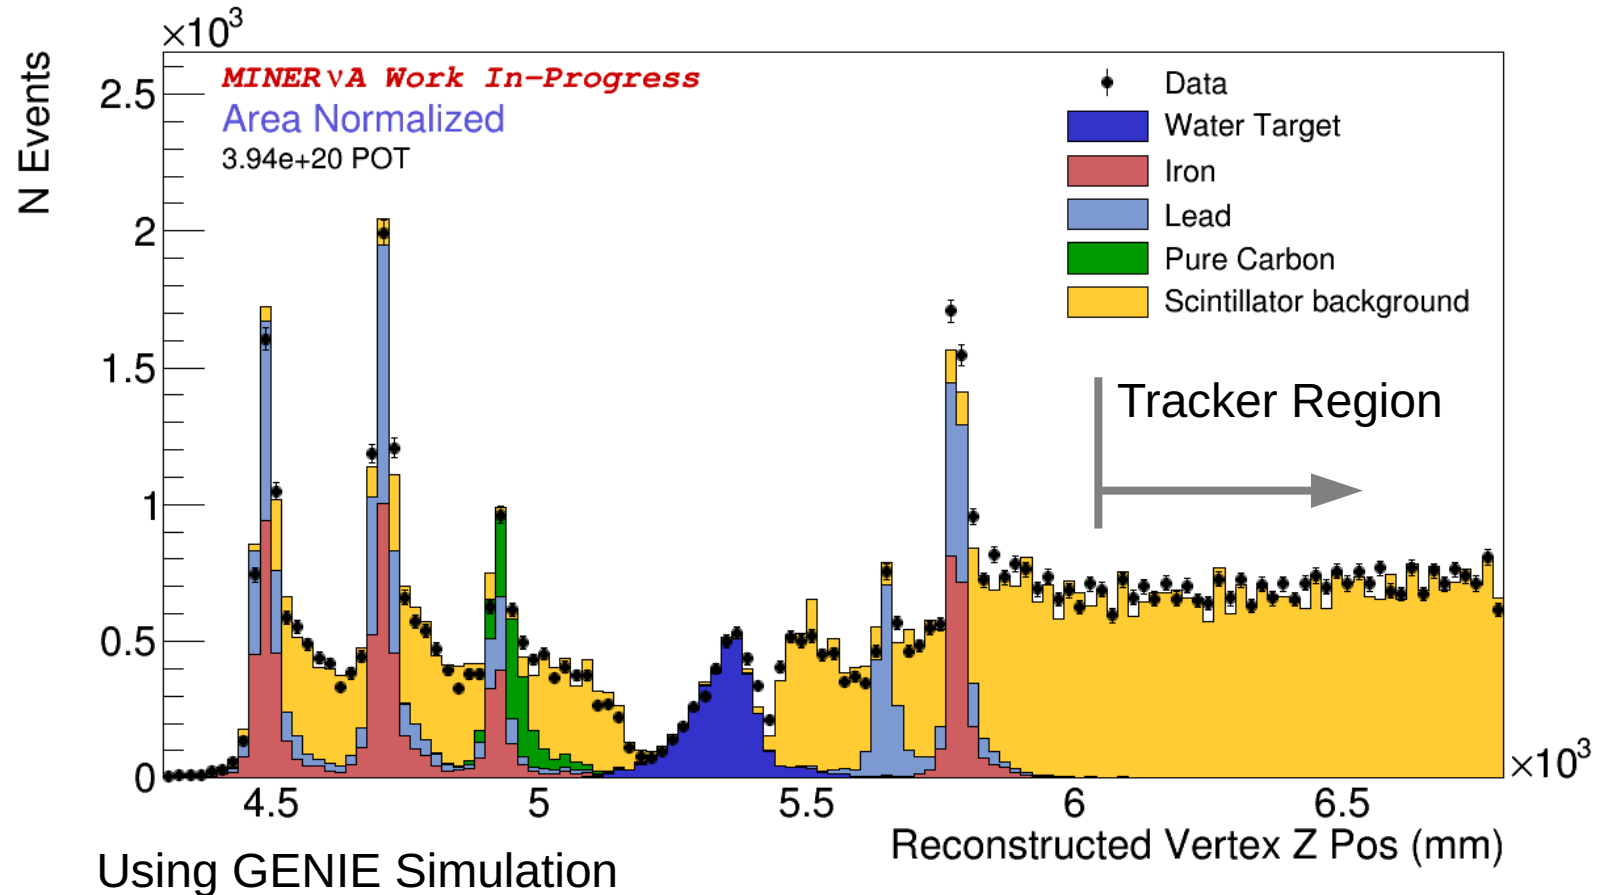 ×10³
N Events
MINERνA Work In-Progress
Area Normalized
3.94e+20 POT
Data
Water Target
Iron
Lead
Pure Carbon
Scintillator background
Tracker Region
2.5
2
1.5
1
0.5
0
4.5 5 5.5 6 6.5
×10³
Reconstructed Vertex Z Pos (mm)
Using GENIE Simulation